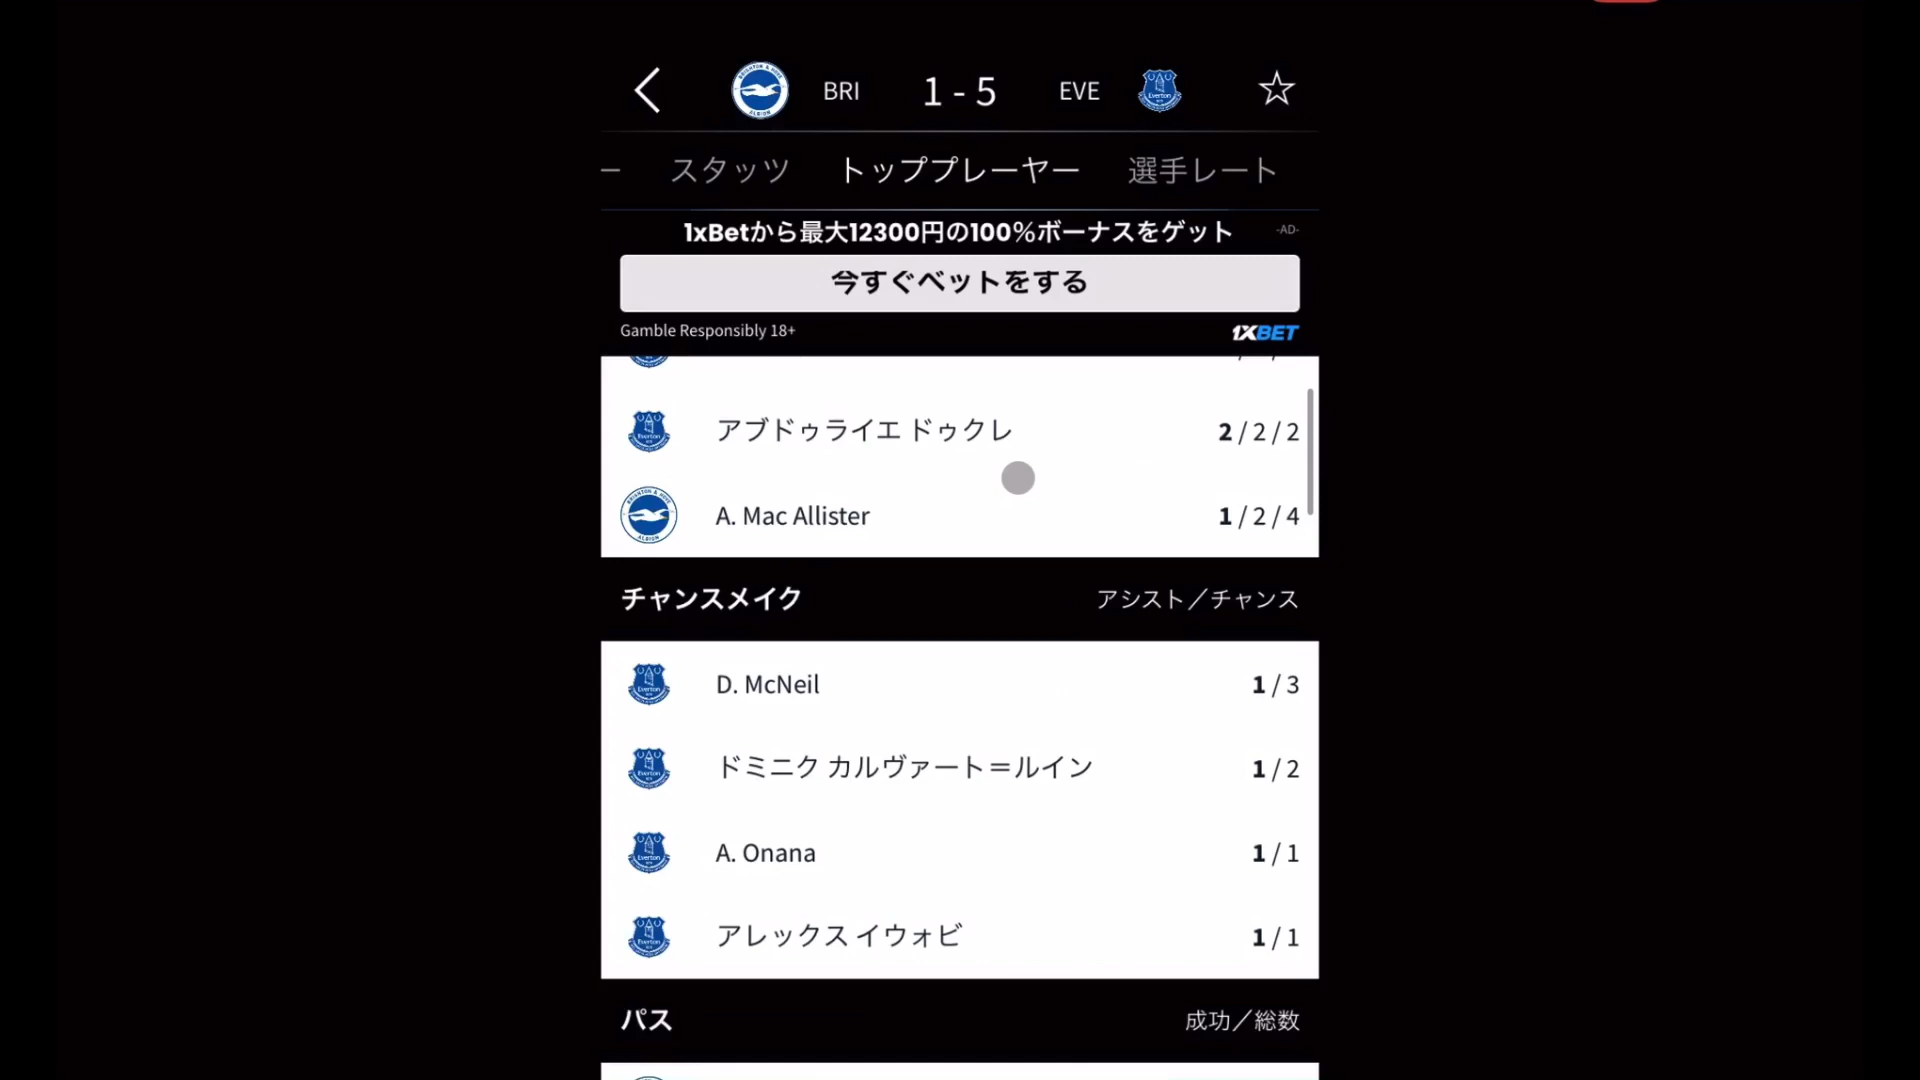 BRI 1 - 5 EVE
スタッツ トッププレーヤー 選手レート
1xBetから最大12300円の100%ボーナスをゲット -AD-
今すぐベットをする
Gamble Responsibly 18+ 1XBET
アブドゥライエ ドゥクレ 2 / 2 / 2
A. Mac Allister 1 / 2 / 4
チャンスメイク アシスト／チャンス
D. McNeil 1 / 3
ドミニク カルヴァート＝ルイン 1 / 2
A. Onana 1 / 1
アレックス イウォビ 1 / 1
パス 成功／総数